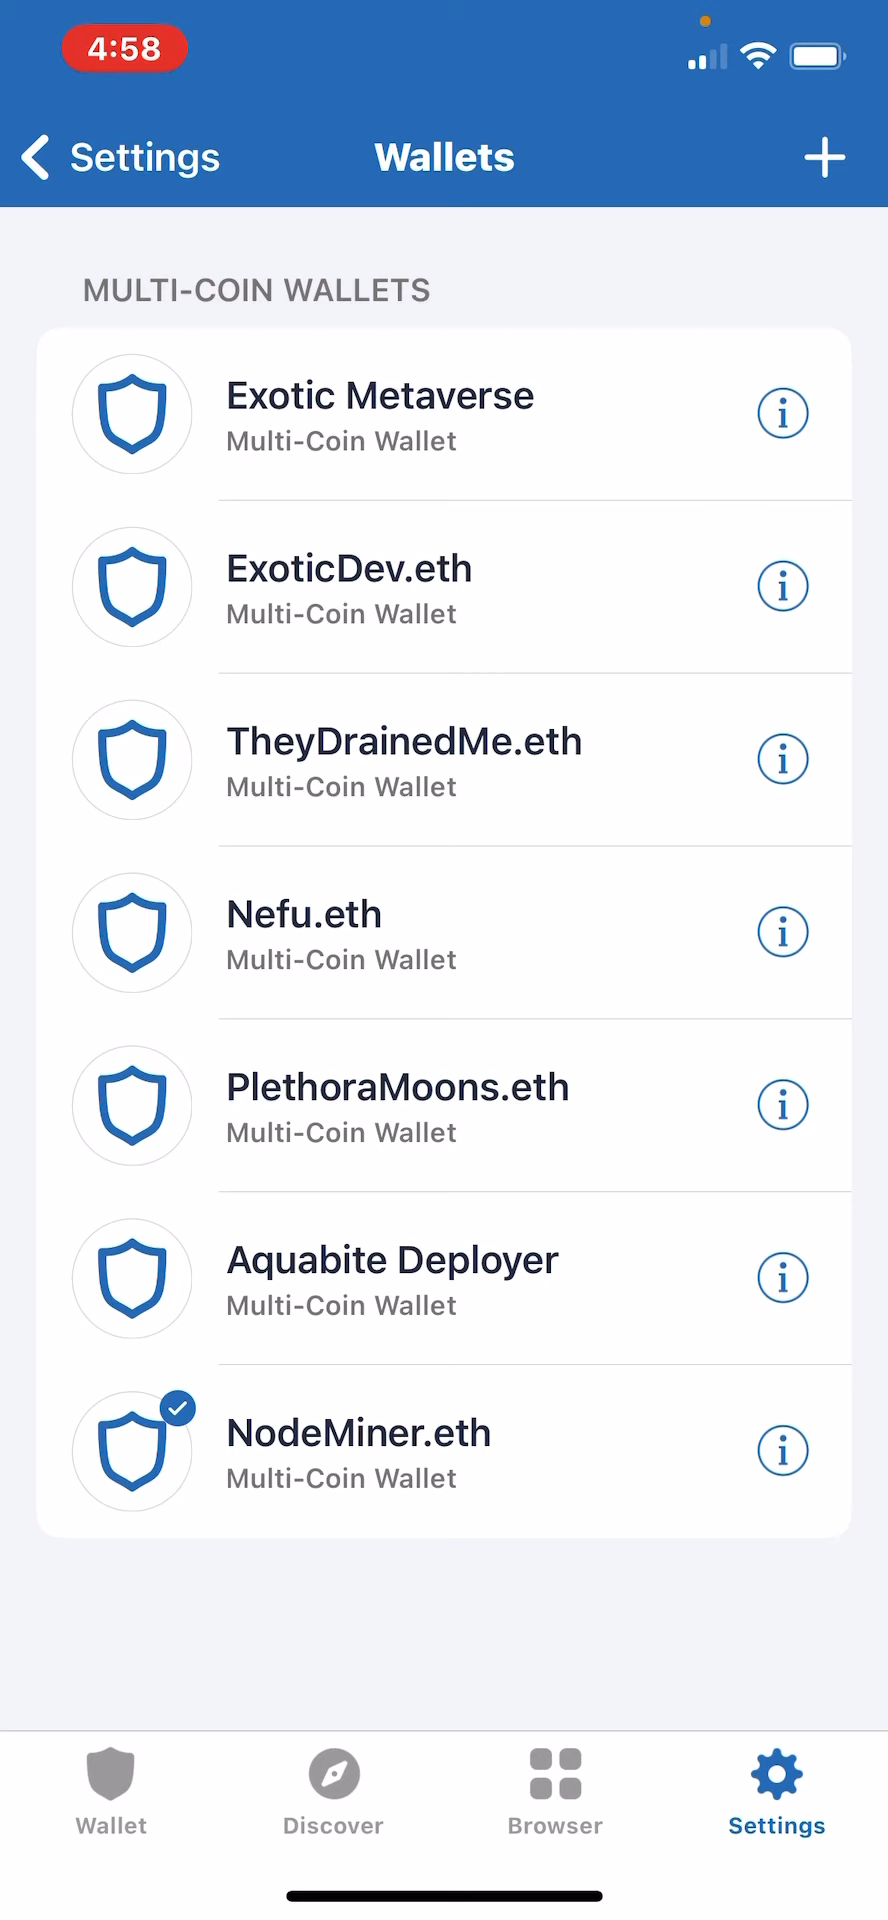 4:58
Settings
Wallets
MULTI-COIN WALLETS
Exotic Metaverse
Multi-Coin Wallet
ExoticDev.eth
Multi-Coin Wallet
TheyDrainedMe.eth
Multi-Coin Wallet
Nefu.eth
Multi-Coin Wallet
PlethoraMoons.eth
Multi-Coin Wallet
Aquabite Deployer
Multi-Coin Wallet
NodeMiner.eth
Multi-Coin Wallet
Wallet
Discover
Browser
Settings